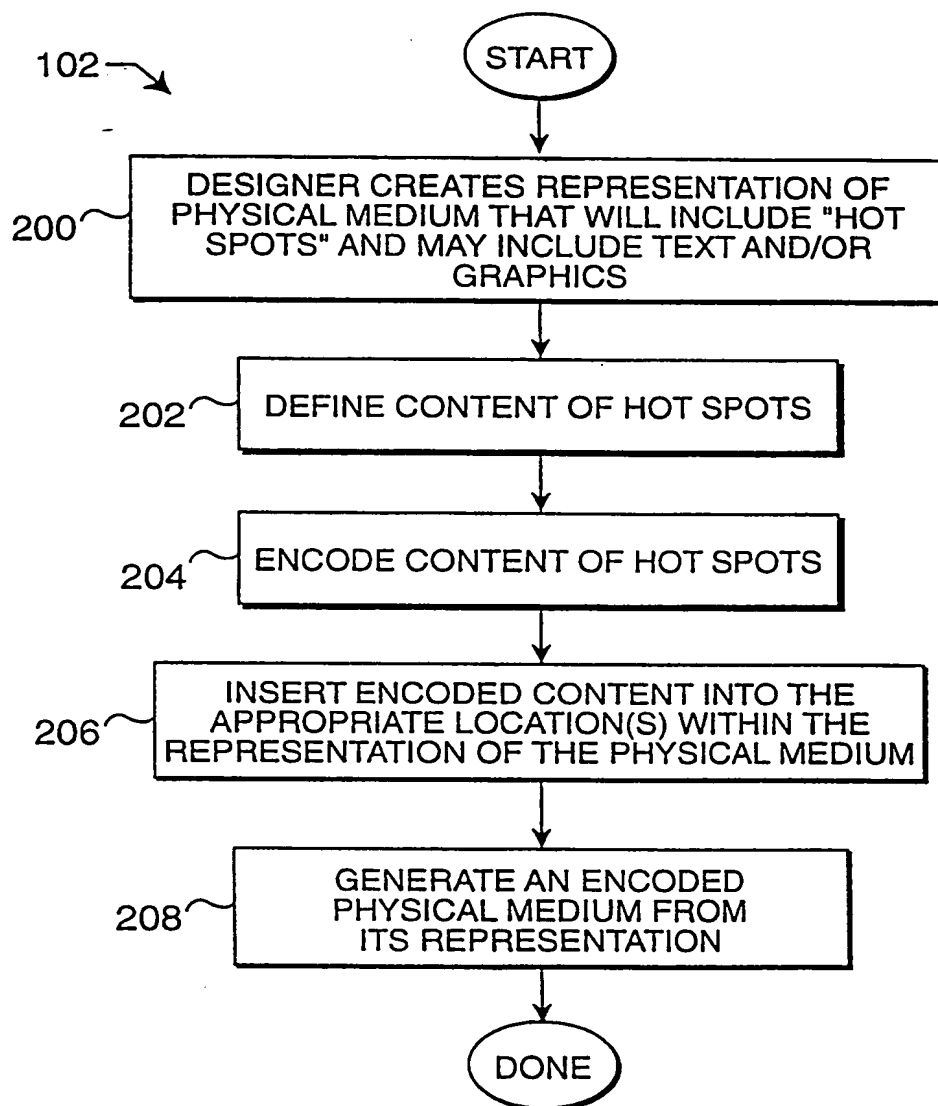 102
START
200
DESIGNER CREATES REPRESENTATION OF
PHYSICAL MEDIUM THAT WILL INCLUDE "HOT
SPOTS" AND MAY INCLUDE TEXT AND/OR
GRAPHICS
202
DEFINE CONTENT OF HOT SPOTS
204
ENCODE CONTENT OF HOT SPOTS
206
INSERT ENCODED CONTENT INTO THE
APPROPRIATE LOCATION(S) WITHIN THE
REPRESENTATION OF THE PHYSICAL MEDIUM
208
GENERATE AN ENCODED
PHYSICAL MEDIUM FROM
ITS REPRESENTATION
DONE